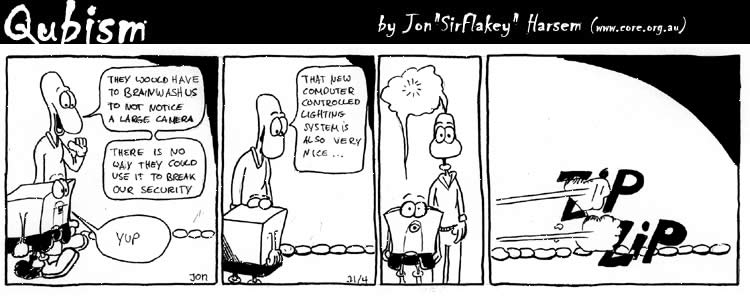 Qubism
by Jon "SirFlakey" Harsem (www.core.org.au)
THEY WOULD HAVE
TO BRAINWASH US
TO NOT NOTICE
A LARGE CAMERA
THERE IS NO
WAY THEY COULD
USE IT TO BREAK
OUR SECURITY
YUP
JON
THAT NEW
COMPUTER
CONTROLLED
LIGHTING
SYSTEM IS
ALSO VERY
NICE ...
21/4
ZIP
ZIP